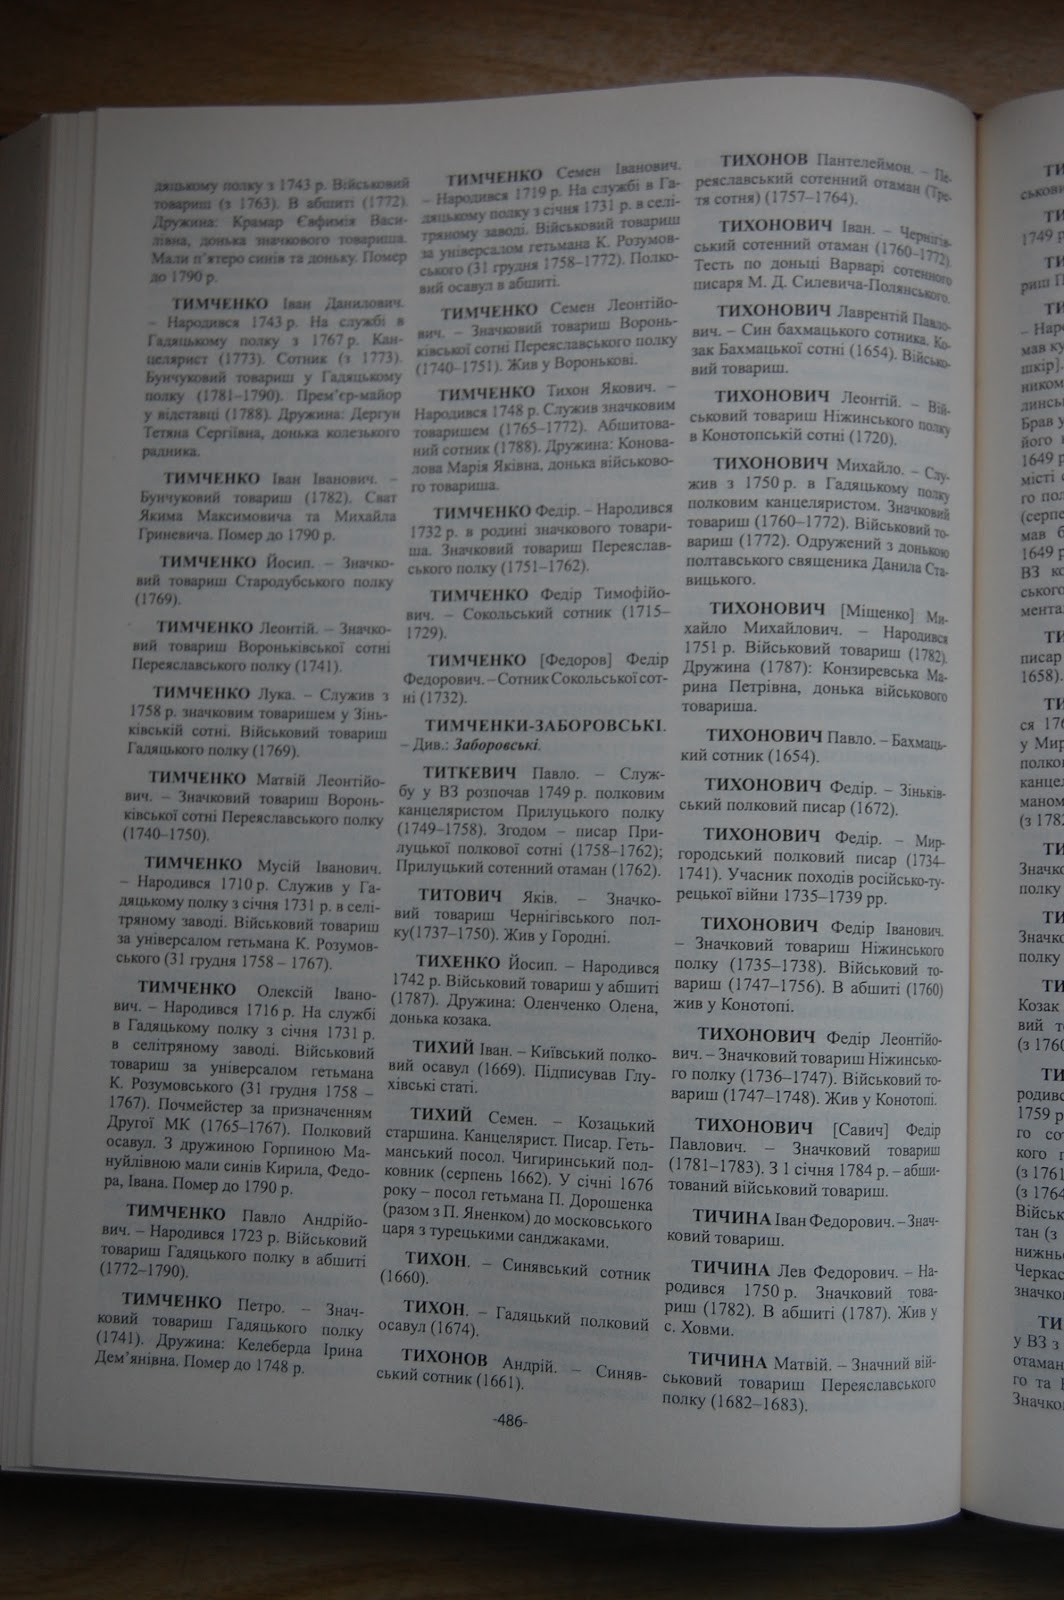 дяцькому полку з 1743 р. Військовий
товариш (з 1763). В абшиті (1772).
Дружина: Крамар Євфимія Васи-
лівна, донька значкового товариша.
Мали п’ятеро синів та доньку. Помер
до 1790 р.
ТИМЧЕНКО Іван Данилович.
– Народився 1743 р. На службі в
Гадяцькому полку з 1767 р. Кан-
целярист (1773). Сотник (з 1773).
Бунчуковий товариш у Гадяцькому
полку (1781–1790). Прем’єр-майор
у відставці (1788). Дружина: Дергун
Тетяна Сергіївна, донька колезького
радника.
ТИМЧЕНКО Іван Іванович. –
Бунчуковий товариш (1782). Сват
Якима Максимовича та Михайла
Гриневича. Помер до 1790 р.
ТИМЧЕНКО Йосип. – Значко-
вий товариш Стародубського полку
(1769).
ТИМЧЕНКО Леонтій. – Значко-
вий товариш Вороньківської сотні
Переяславського полку (1741).
ТИМЧЕНКО Лука. – Служив з
1758 р. значковим товаришем у Зінь-
ківській сотні. Військовий товариш
Гадяцького полку (1769).
ТИМЧЕНКО Матвій Леонтійо-
вич. – Значковий товариш Воронь-
ківської сотні Переяславського полку
(1740–1750).
ТИМЧЕНКО Мусій Іванович.
– Народився 1710 р. Служив у Га-
дяцькому полку з січня 1731 р. в селі-
тряному заводі. Військовий товариш
за універсалом гетьмана К. Розумов-
ського (31 грудня 1758 – 1767).
ТИМЧЕНКО Олексій Івано-
вич. – Народився 1716 р. На службі
в Гадяцькому полку з січня 1731 р.
в селітряному заводі. Військовий
товариш за універсалом гетьмана
К. Розумовського (31 грудня 1758 –
1767). Почмейстер за призначенням
Другої МК (1765–1767). Полковий
осавул. З дружиною Горпиною Ма-
нуйлівною мали синів Кирила, Федо-
ра, Івана. Помер до 1790 р.
ТИМЧЕНКО Павло Андрійо-
вич. – Народився 1723 р. Військовий
товариш Гадяцького полку в абшиті
(1772–1790).
ТИМЧЕНКО Петро. – Знач-
ковий товариш Гадяцького полку
(1741). Дружина: Келеберда Ірина
Дем’янівна. Помер до 1748 р.
ТИМЧЕНКО Семен Іванович.
– Народився 1719 р. На службі в Га-
дяцькому полку з січня 1731 р. в селі-
тряному заводі. Військовий товариш
за універсалом гетьмана К. Розумов-
ського (31 грудня 1758–1772). Полко-
вий осавул в абшиті.
ТИМЧЕНКО Семен Леонтійо-
вич. – Значковий товариш Воронь-
ківської сотні Переяславського полку
(1740–1751). Жив у Воронькові.
ТИМЧЕНКО Тихон Якович. –
Народився 1748 р. Служив значковим
товаришем (1765–1772). Абшитова-
ний сотник (1788). Дружина: Конова-
лова Марія Яківна, донька військово-
го товариша.
ТИМЧЕНКО Федір. – Народився
1732 р. в родині значкового товари-
ша. Значковий товариш Переяслав-
ського полку (1751–1762).
ТИМЧЕНКО Федір Тимофійо-
вич. – Сокольський сотник (1715–
1729).
ТИМЧЕНКО [Федоров] Федір
Федорович. – Сотник Сокольської сот-
ні (1732).
ТИМЧЕНКИ-ЗАБОРОВСЬКІ.
– Див.: Заборовські.
ТИТКЕВИЧ Павло. – Служ-
бу у ВЗ розпочав 1749 р. полковим
канцеляристом Прилуцького полку
(1749–1758). Згодом – писар При-
луцької полкової сотні (1758–1762);
Прилуцький сотенний отаман (1762).
ТИТОВИЧ Яків. – Значко-
вий товариш Чернігівського пол-
ку(1737–1750). Жив у Городні.
ТИХЕНКО Йосип. – Народився
1742 р. Військовий товариш у абшиті
(1787). Дружина: Оленченко Олена,
донька козака.
ТИХИЙ Іван. – Київський полко-
вий осавул (1669). Підписував Глу-
хівські статі.
ТИХИЙ Семен. – Козацький
старшина. Канцелярист. Писар. Геть-
манський посол. Чигиринський пол-
ковник (серпень 1662). У січні 1676
року – посол гетьмана П. Дорошенка
(разом з П. Яненком) до московського
царя з турецькими санджаками.
ТИХОН. – Синявський сотник
(1660).
ТИХОН. – Гадяцький полковий
осавул (1674).
ТИХОНОВ Андрій. – Синяв-
ський сотник (1661).
ТИХОНОВ Пантелеймон. – Пе-
реяславський сотенний отаман (Тре-
тя сотня) (1757–1764).
ТИХОНОВИЧ Іван. – Чернігів-
ський сотенний отаман (1760–1772).
Тесть по доньці Варварі сотенного
писаря М. Д. Силевича-Полянського.
ТИХОНОВИЧ Лаврентій Павло-
вич. – Син бахмацького сотника. Ко-
зак Бахмацької сотні (1654). Військо-
вий товариш.
ТИХОНОВИЧ Леонтій. – Вій-
ськовий товариш Ніжинського полку
в Конотопській сотні (1720).
ТИХОНОВИЧ Михайло. – Слу-
жив з 1750 р. в Гадяцькому полку
полковим канцеляристом. Значковий
товариш (1760–1772). Військовий то-
вариш (1772). Одружений з донькою
полтавського священика Данила Ста-
вицького.
ТИХОНОВИЧ [Міщенко] Ми-
хайло Михайлович. – Народився
1751 р. Військовий товариш (1782).
Дружина (1787): Конзиревська Ма-
рина Петрівна, донька військового
товариша.
ТИХОНОВИЧ Павло. – Бахмаць-
кий сотник (1654).
ТИХОНОВИЧ Федір. – Зіньків-
ський полковий писар (1672).
ТИХОНОВИЧ Федір. – Мир-
городський полковий писар (1734–
1741). Учасник походів російсько-ту-
рецької війни 1735–1739 рр.
ТИХОНОВИЧ Федір Іванович.
– Значковий товариш Ніжинського
полку (1735–1738). Військовий то-
вариш (1747–1756). В абшиті (1760)
жив у Конотопі.
ТИХОНОВИЧ Федір Леонтійо-
вич. – Значковий товариш Ніжинсько-
го полку (1736–1747). Військовий то-
вариш (1747–1748). Жив у Конотопі.
ТИХОНОВИЧ [Савич] Федір
Павлович. – Значковий товариш
(1781–1783). З 1 січня 1784 р. – абши-
тований військовий товариш.
ТИЧИНА Іван Федорович. – Знач-
ковий товариш.
ТИЧИНА Лев Федорович. – На-
родився 1750 р. Значковий това-
риш (1782). В абшиті (1787). Жив у
с. Ховми.
ТИЧИНА Матвій. – Значний вій-
ськовий товариш Переяславського
полку (1682–1683).
-486-